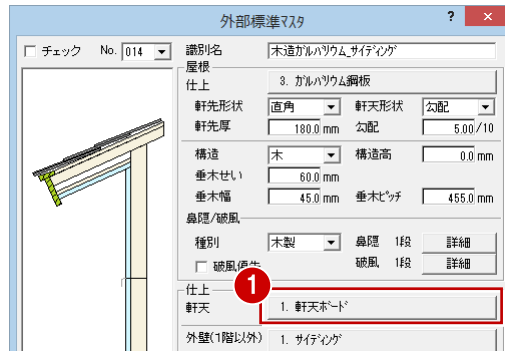 外部標準マスタ ? ×
チェック No. 014 識別名 木造ガルバリウム_サイディング
屋根
仕上 3. ガルバリウム鋼板
軒先形状 直角 軒天形状 勾配
軒先厚 180.0 mm 勾配 5.00 /10
構造 木 構造高 0.0 mm
垂木せい 60.0 mm
垂木幅 45.0 mm 垂木ピッチ 455.0 mm
鼻隠/破風
種別 木製 鼻隠 1段 詳細
破風優先 破風 1段 詳細
仕上 1
軒天 1. 軒天ボード
外壁(1階以外) 1. サイディング